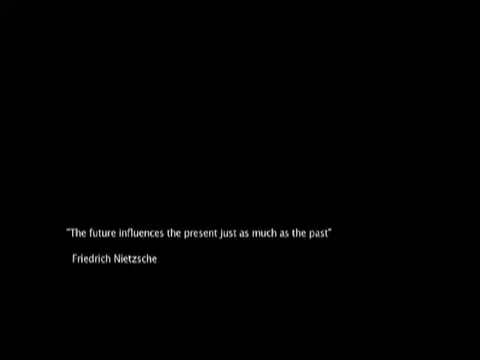 "The future influences the present just as much as the past"
Friedrich Nietzsche